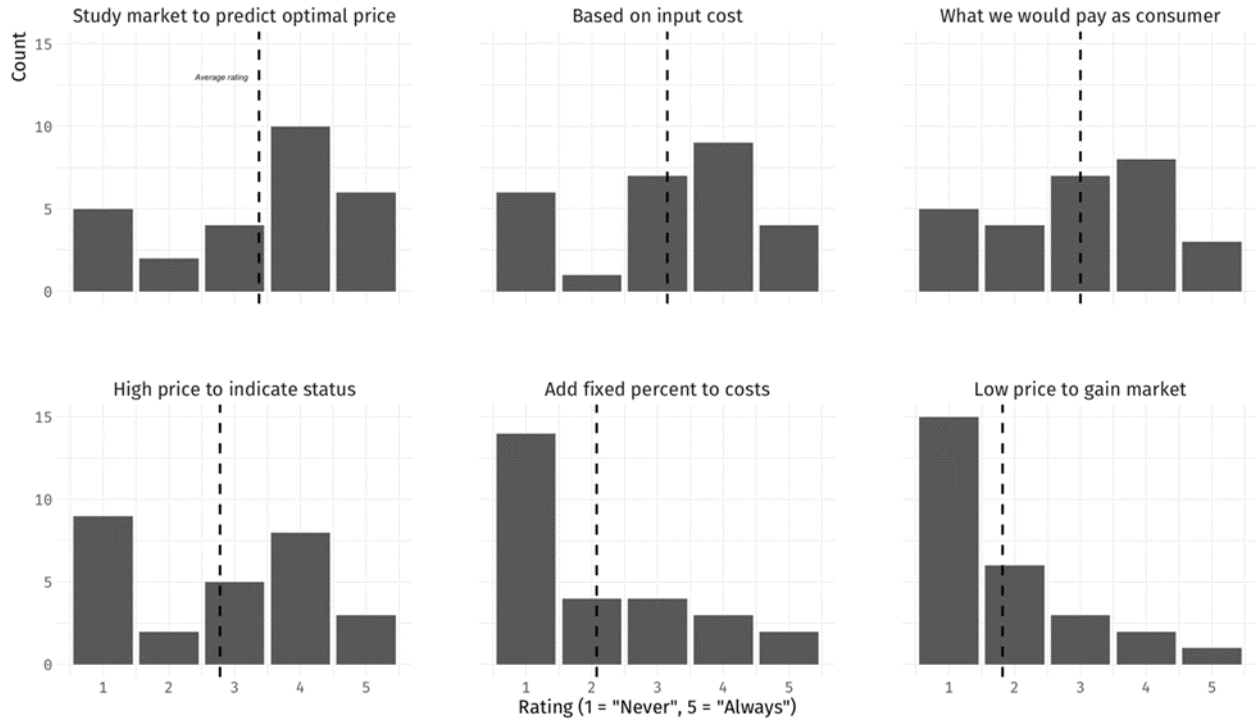 Study market to predict optimal price
Based on input cost
What we would pay as consumer
Count
15
10
5
0
Average rating
High price to indicate status
Add fixed percent to costs
Low price to gain market
15
10
5
0
1 2 3 4 5
1 2 3 4 5
1 2 3 4 5
Rating (1 = "Never", 5 = "Always")